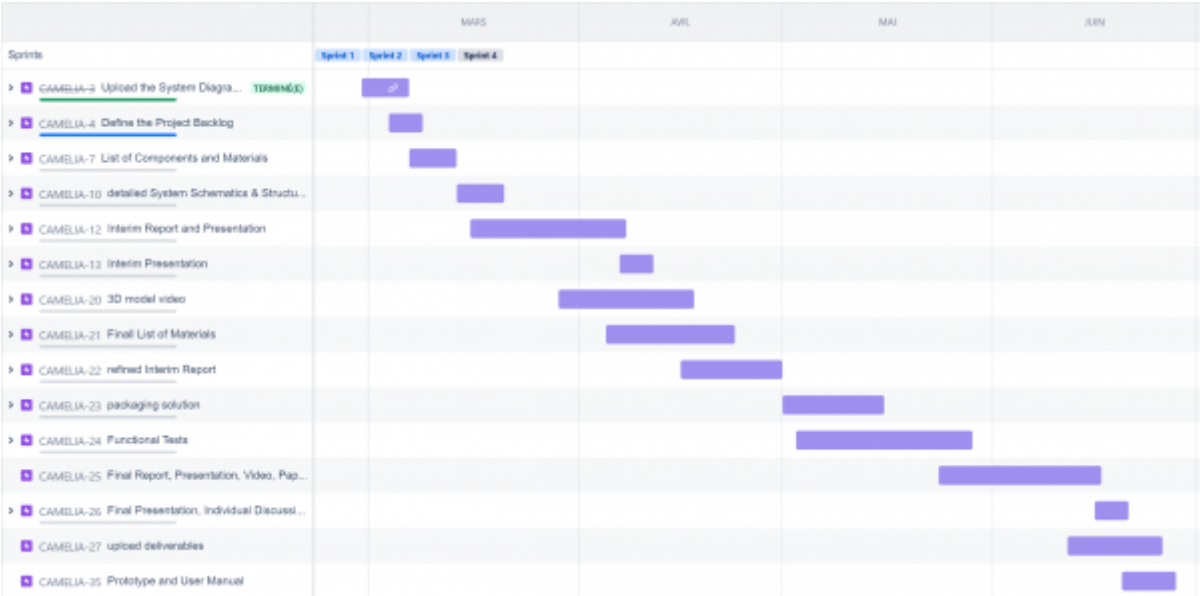 MARS AVRIL MAI JUIN
Sprints Sprint 1 Sprint 2 Sprint 3 Sprint 4
CAMELIA-3 Upload the System Diagra... TERMINÉ(E)
CAMELIA-4 Define the Project Backlog
CAMELIA-7 List of Components and Materials
CAMELIA-10 detailed System Schematics & Structu...
CAMELIA-12 Interim Report and Presentation
CAMELIA-13 Interim Presentation
CAMELIA-20 3D model video
CAMELIA-21 Finall List of Materials
CAMELIA-22 refined Interim Report
CAMELIA-23 packaging solution
CAMELIA-24 Functional Tests
CAMELIA-25 Final Report, Presentation, Video, Pap...
CAMELIA-26 Final Presentation, Individual Discussi...
CAMELIA-27 upload deliverables
CAMELIA-35 Prototype and User Manual